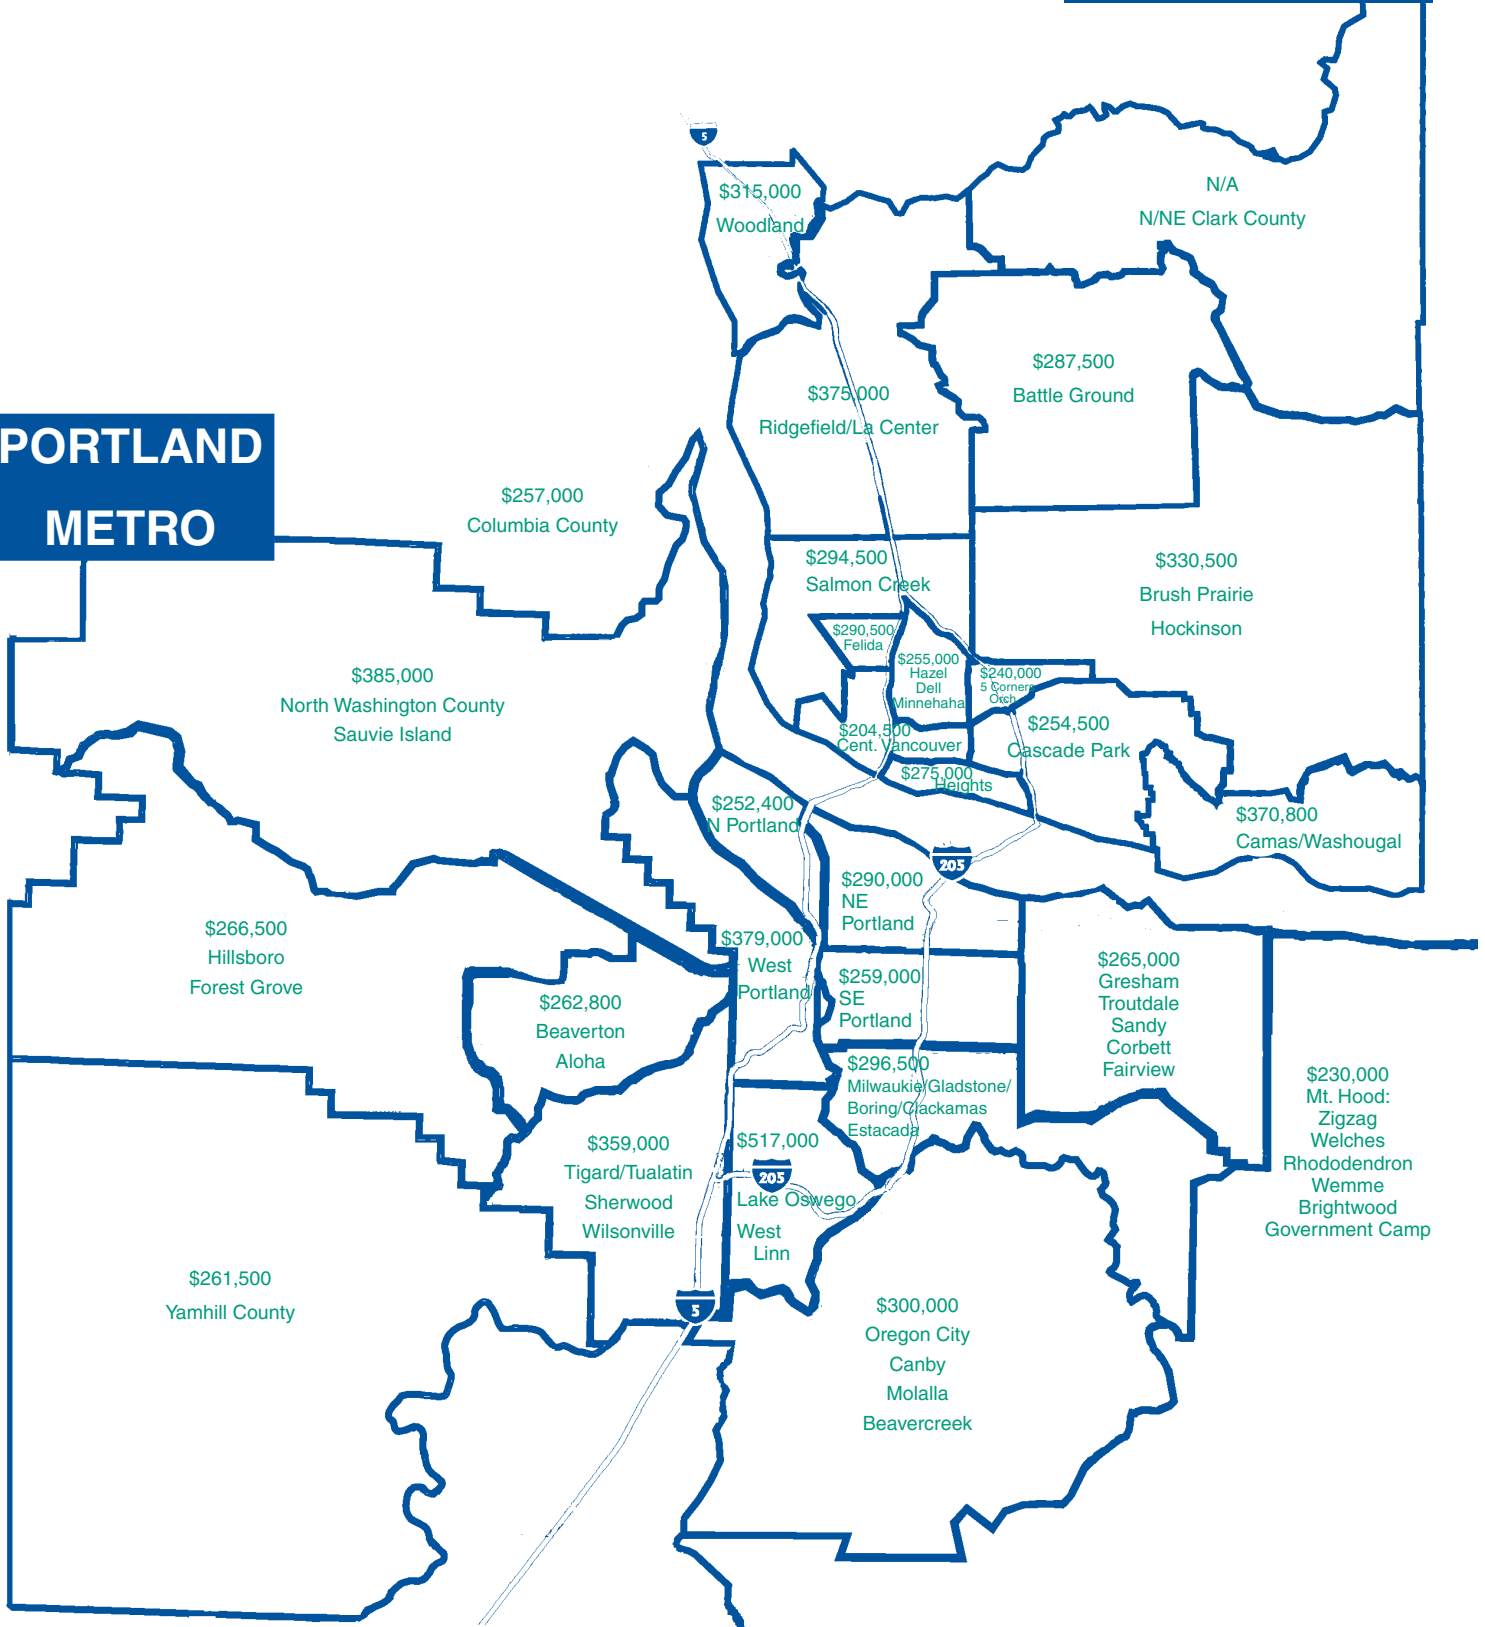 5
$315,000
Woodland
N/A
N/NE Clark County
$287,500
Battle Ground
$375,000
Ridgefield/La Center
PORTLAND
METRO
$257,000
Columbia County
$294,500
Salmon Creek
$330,500
Brush Prairie
Hockinson
$290,500
Felida
$255,000
Hazel
Dell
Minnehaha
$240,000
5 Corners
Orch
$385,000
North Washington County
Sauvie Island
$204,500
Cent. Vancouver
$254,500
Cascade Park
$275,000
Heights
$252,400
N Portland
$370,800
Camas/Washougal
205
$290,000
NE
Portland
$266,500
Hillsboro
Forest Grove
$379,000
West
Portland
$259,000
SE
Portland
$265,000
Gresham
Troutdale
Sandy
Corbett
Fairview
$262,800
Beaverton
Aloha
$296,500
Milwaukie/Gladstone/
Boring/Clackamas
Estacada
$230,000
Mt. Hood:
Zigzag
Welches
Rhododendron
Wemme
Brightwood
Government Camp
$359,000
Tigard/Tualatin
Sherwood
Wilsonville
$517,000
205
Lake Oswego
West
Linn
$261,500
Yamhill County
5
$300,000
Oregon City
Canby
Molalla
Beavercreek